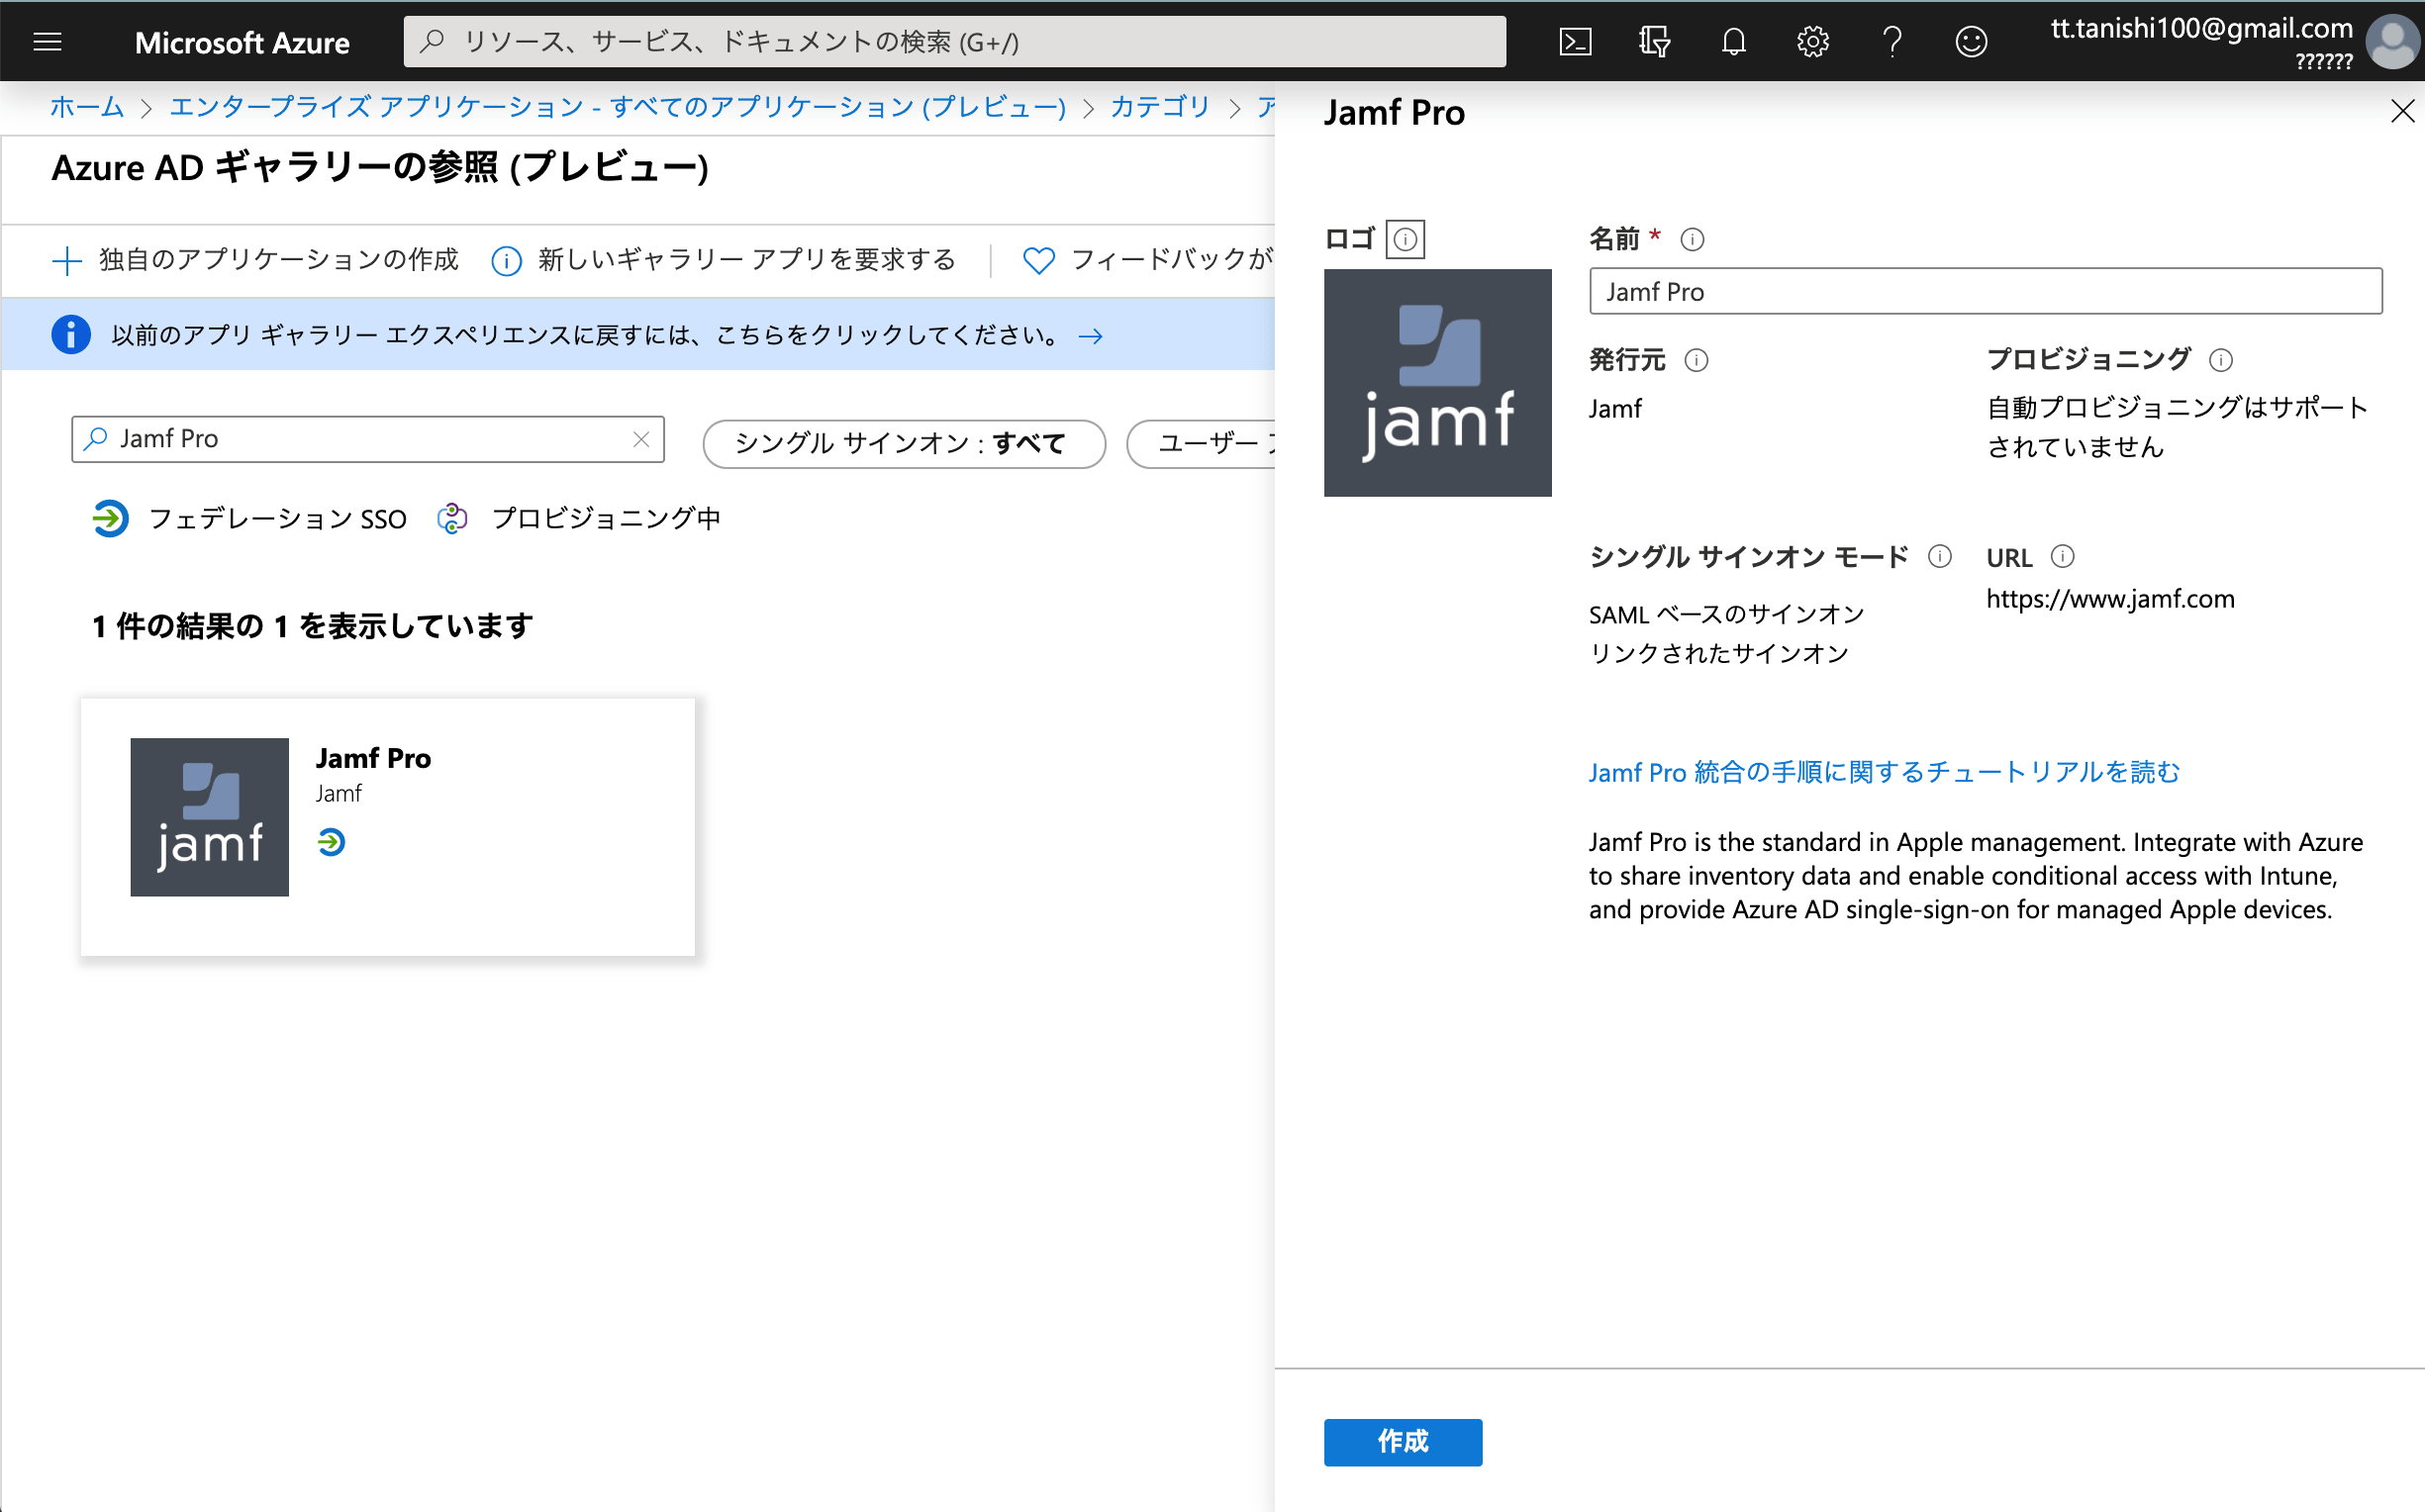 Microsoft Azure
リソース、サービス、ドキュメントの検索 (G+/)
tt.tanishi100@gmail.com
??????
ホーム > エンタープライズ アプリケーション - すべてのアプリケーション (プレビュー) > カテゴリ >
Azure AD ギャラリーの参照 (プレビュー)
独自のアプリケーションの作成
新しいギャラリー アプリを要求する
フィードバックが
以前のアプリ ギャラリー エクスペリエンスに戻すには、こちらをクリックしてください。 →
Jamf Pro
シングル サインオン : すべて
ユーザー
フェデレーション SSO
プロビジョニング中
1 件の結果の 1 を表示しています
jamf
Jamf Pro
Jamf
Jamf Pro
ロゴ
jamf
名前 *
Jamf Pro
発行元
Jamf
プロビジョニング
自動プロビジョニングはサポート
されていません
シングル サインオン モード
SAML ベースのサインオン
リンクされたサインオン
URL
https://www.jamf.com
Jamf Pro 統合の手順に関するチュートリアルを読む
Jamf Pro is the standard in Apple management. Integrate with Azure
to share inventory data and enable conditional access with Intune,
and provide Azure AD single-sign-on for managed Apple devices.
作成